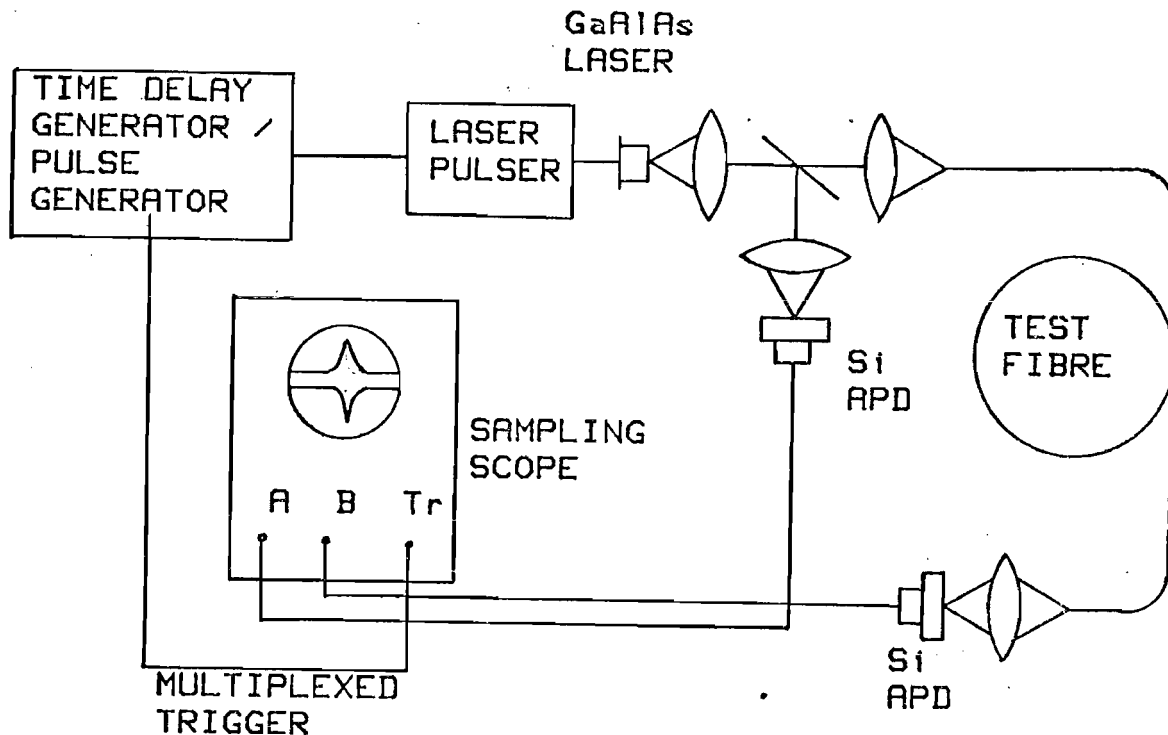 GaAlAs
LASER
TIME DELAY
GENERATOR /
PULSE
GENERATOR
LASER
PULSER
TEST
FIBRE
Si
APD
SAMPLING
SCOPE
A B Tr
Si
APD
MULTIPLEXED
TRIGGER